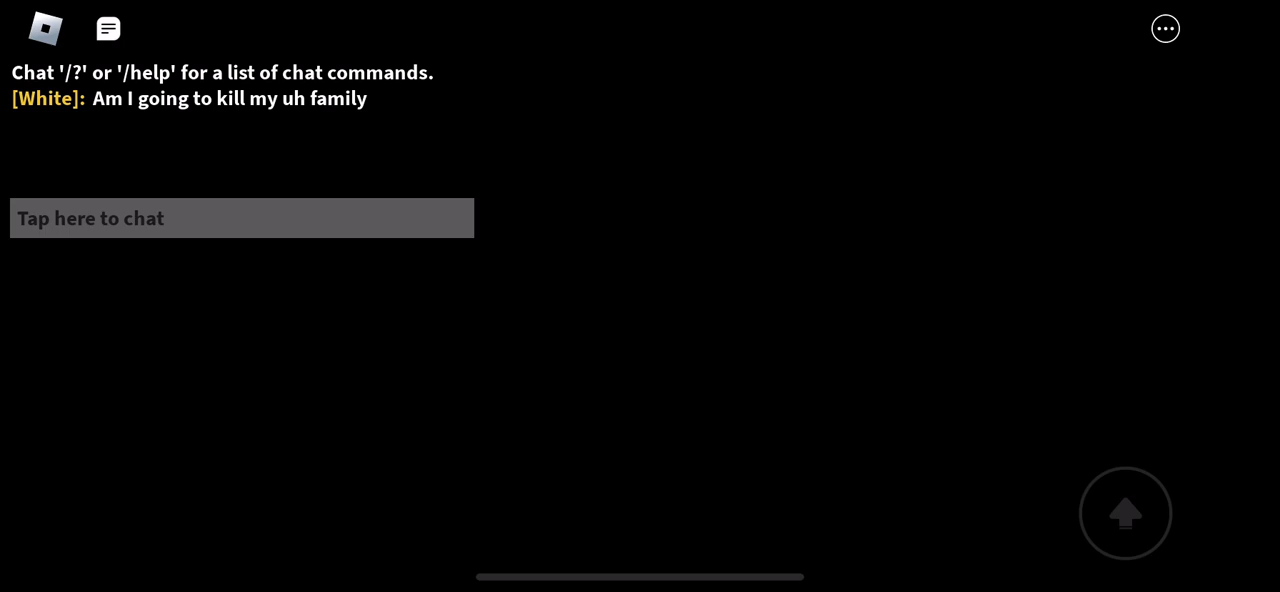 Chat '/?' or '/help' for a list of chat commands.
[White]: Am I going to kill my uh family
Tap here to chat